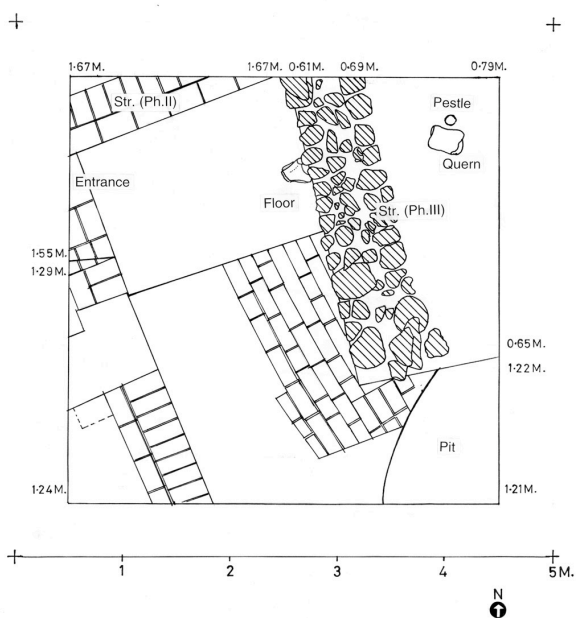 1·67M. 1·67M. 0·61M. 0·69M. 0·79M.
Str. (Ph.II)
Pestle
Quern
Entrance
Floor
Str. (Ph.III)
1·55M.
1·29M.
0·65M.
1·22M.
Pit
1·24M.
1·21M.
1 2 3 4 5M.
N